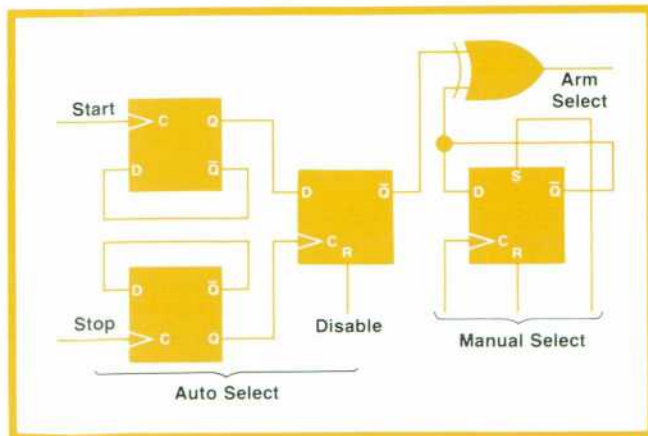 Start
C
Q
D
Q̅
D
Q̅
Stop
C
Q
Auto Select
D
Q̅
C
R
Disable
Arm
Select
S
D
Q̅
C
R
Manual Select